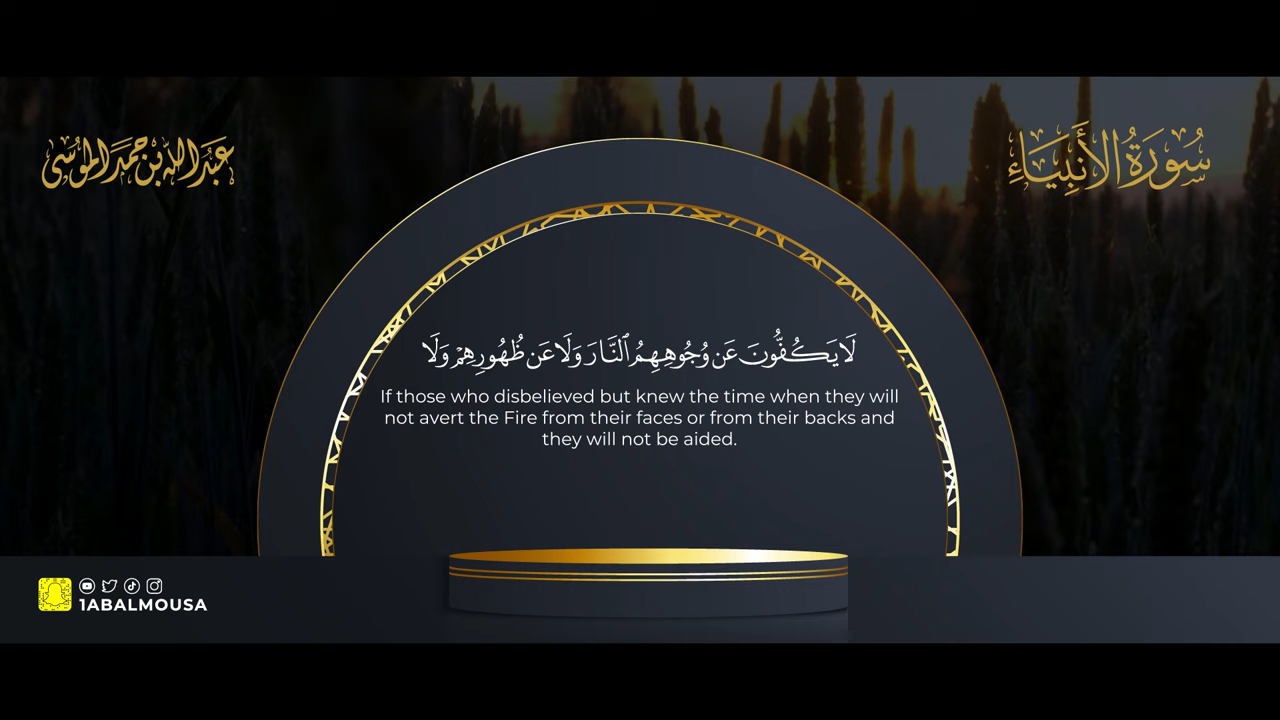 سُورَةُ الأَنبِيَاء
عبدالله بن حمد الموسى
لَا يَكُفُّونَ عَن وُجُوهِهِمُ ٱلنَّارَ وَلَا عَن ظُهُورِهِمْ وَلَا
If those who disbelieved but knew the time when they will
not avert the Fire from their faces or from their backs and
they will not be aided.
1ABALMOUSA